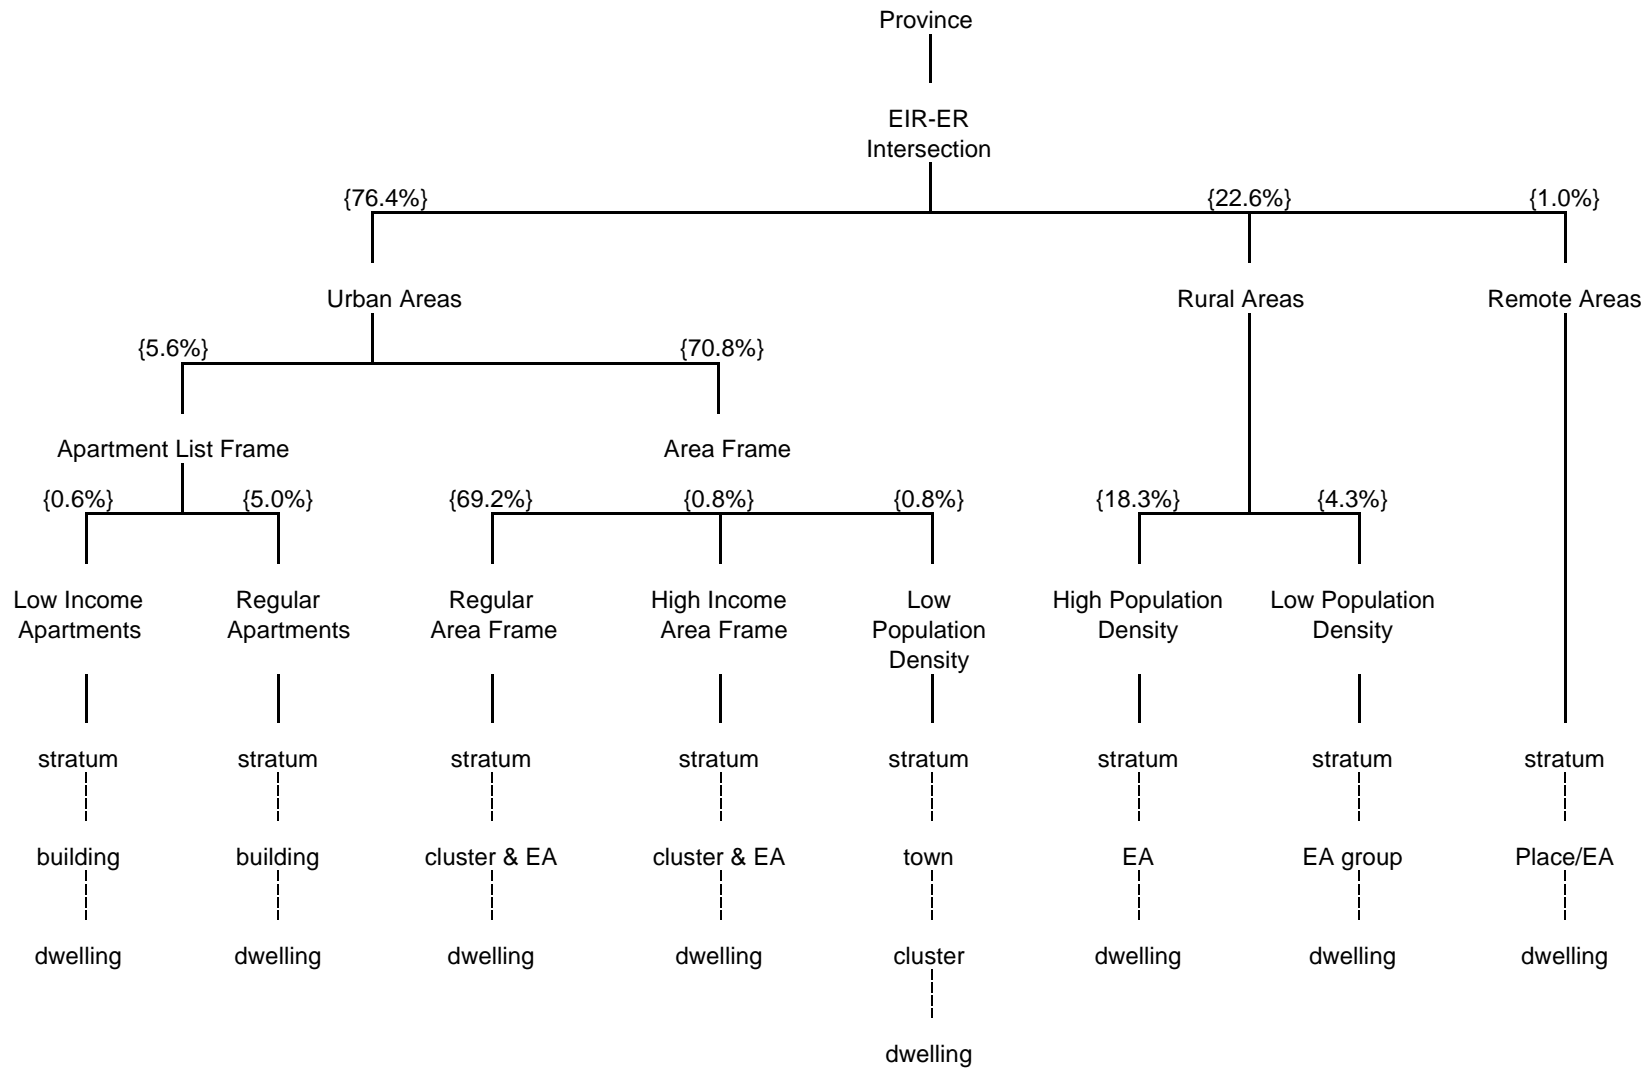 Province
EIR-ER
Intersection
{76.4%} {22.6%} {1.0%}
Urban Areas Rural Areas Remote Areas
{5.6%} {70.8%}
Apartment List Frame Area Frame
{0.6%} {5.0%} {69.2%} {0.8%} {0.8%} {18.3%} {4.3%}
Low Income Regular Regular High Income Low High Population Low Population
Apartments Apartments Area Frame Area Frame Population Density Density
Density
stratum stratum stratum stratum stratum stratum stratum stratum
building building cluster & EA cluster & EA town EA EA group Place/EA
dwelling dwelling dwelling dwelling cluster dwelling dwelling dwelling
dwelling